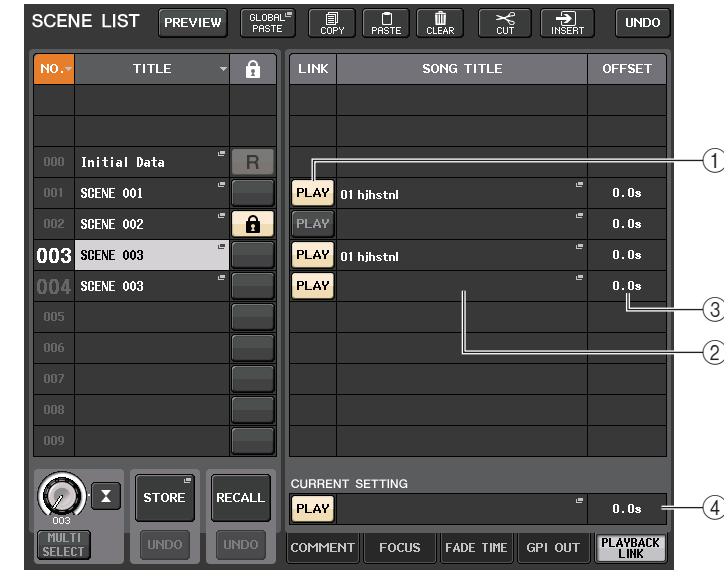 SCENE LIST PREVIEW GLOBAL PASTE COPY PASTE CLEAR CUT INSERT UNDO
NO. TITLE LINK SONG TITLE OFFSET
000 Initial Data R
001 SCENE 001 PLAY 01 hjhstnl 0.0s
002 SCENE 002 PLAY 0.0s
003 SCENE 003 PLAY 01 hjhstnl 0.0s
004 SCENE 003 PLAY 0.0s
005
006
007
008
009
①
③
②
④
003
MULTI SELECT
STORE
UNDO
RECALL
UNDO
CURRENT SETTING
PLAY 0.0s
COMMENT FOCUS FADE TIME GPI OUT PLAYBACK LINK